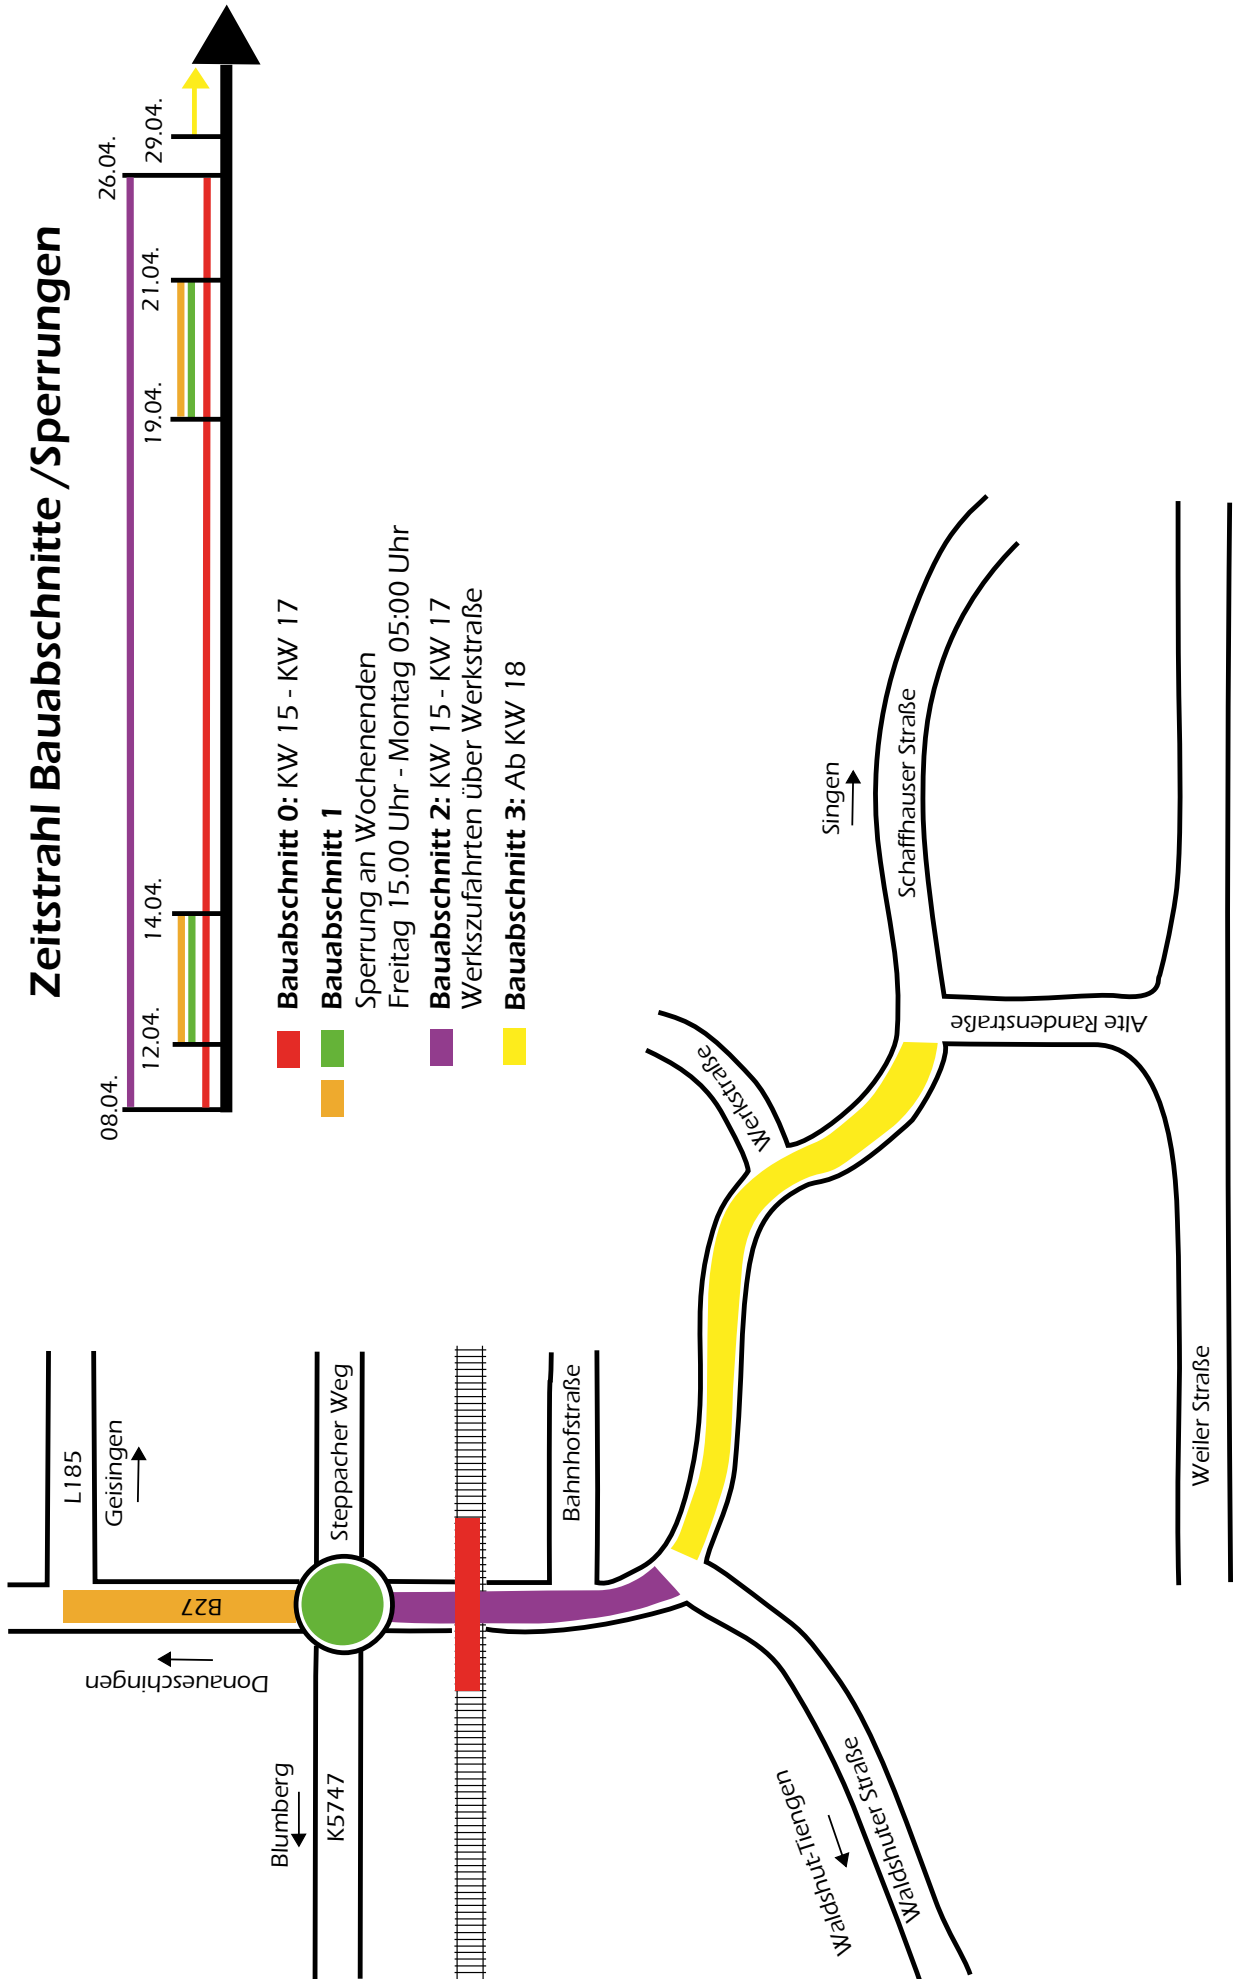 Zeitstrahl Bauabschnitte /Sperrungen
08.04.
12.04.
14.04.
19.04.
21.04.
26.04.
29.04.
Bauabschnitt 0: KW 15 - KW 17
Bauabschnitt 1
Sperrung an Wochenenden
Freitag 15.00 Uhr - Montag 05:00 Uhr
Bauabschnitt 2: KW 15 - KW 17
Werkszufahrten über Werkstraße
Bauabschnitt 3: Ab KW 18
L185
Geisingen
B27
Donaueschingen
Steppacher Weg
Blumberg
K5747
Bahnhofstraße
Werkstraße
Singen
Schaffhauser Straße
Alte Randenstraße
Waldshut-Tiengen
Waldshuter Straße
Weiler Straße